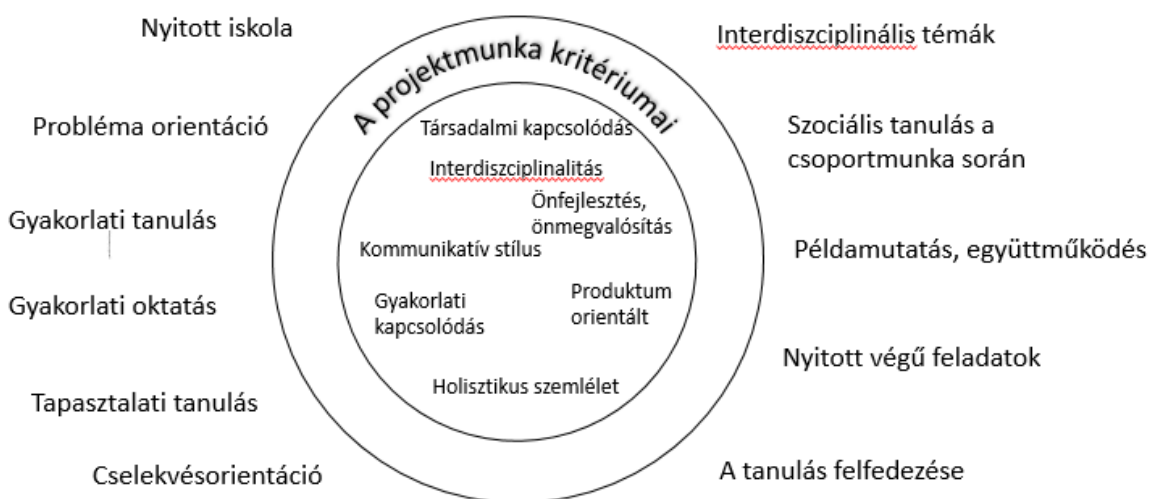 Nyitott iskola
Probléma orientáció
Gyakorlati tanulás
Gyakorlati oktatás
Tapasztalati tanulás
Cselekvésorientáció
A projektmunka kritériumai
Társadalmi kapcsolódás
Interdiszciplinalitás
Önfejlesztés,
önmegvalósítás
Kommunikatív stílus
Gyakorlati
kapcsolódás
Produktum
orientált
Holisztikus szemlélet
Interdiszciplinális témák
Szociális tanulás a
csoportmunka során
Példamutatás, együttműködés
Nyitott végű feladatok
A tanulás felfedezése